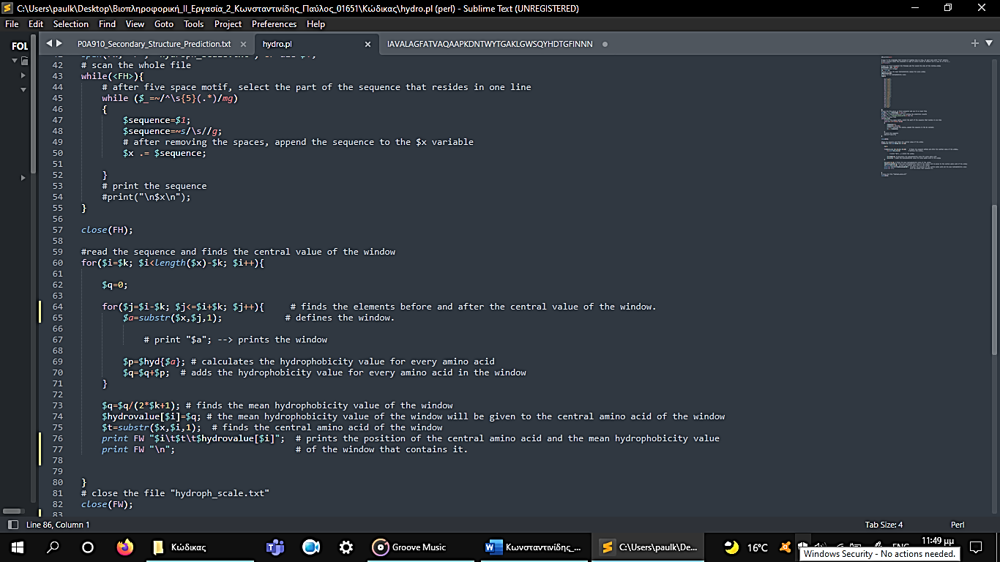 C:\Users\paulk\Desktop\Βιοπληροφορική_ΙΙ_Εργασία_2_Κωνσταντινίδης_Παύλος_01651\Κώδικας\hydro.pl (perl) - Sublime Text (UNREGISTERED)
File Edit Selection Find View Goto Tools Project Preferences Help
FOL
P0A910_Secondary_Structure_Prediction.txt
hydro.pl
IAVALAGFATVAQAAPKDNTWYTGAKLGWSQYHDTGFINNN
42 # scan the whole file
43 while(<FH>){
44 # after five space motif, select the part of the sequence that resides in one line
45 while ($_=~/^\s{5}(.*)/mg)
46 {
47 $sequence=$1;
48 $sequence=~s/\s//g;
49 # after removing the spaces, append the sequence to the $x variable
50 $x .= $sequence;
51
52 }
53 # print the sequence
54 #print("\n$x\n");
55 }
56
57 close(FH);
58
59 #read the sequence and finds the central value of the window
60 for($i=$k; $i<length($x)-$k; $i++){
61
62 $q=0;
63
64 for($j=$i-$k; $j<=$i+$k; $j++){ # finds the elements before and after the central value of the window.
65 $a=substr($x,$j,1); # defines the window.
66
67 # print "$a"; --> prints the window
68
69 $p=$hyd{$a}; # calculates the hydrophobicity value for every amino acid
70 $q=$q+$p; # adds the hydrophobicity value for every amino acid in the window
71 }
72
73 $q=$q/(2*$k+1); # finds the mean hydrophobicity value of the window
74 $hydrovalue[$i]=$q; # the mean hydrophobicity value of the window will be given to the central amino acid of the window
75 $t=substr($x,$i,1); # finds the central amino acid of the window
76 print FW "$i\t$t\t$hydrovalue[$i]"; # prints the position of the central amino acid and the mean hydrophobicity value
77 print FW "\n"; # of the window that contains it.
78
79
80 }
81 # close the file "hydroph_scale.txt"
82 close(FW);
83
Line 86, Column 1
Tab Size: 4
Perl
Κώδικας
Groove Music
Κωνσταντινίδης_...
C:\Users\paulk\De...
16°C
ENG
11:49 μμ
Windows Security - No actions needed.